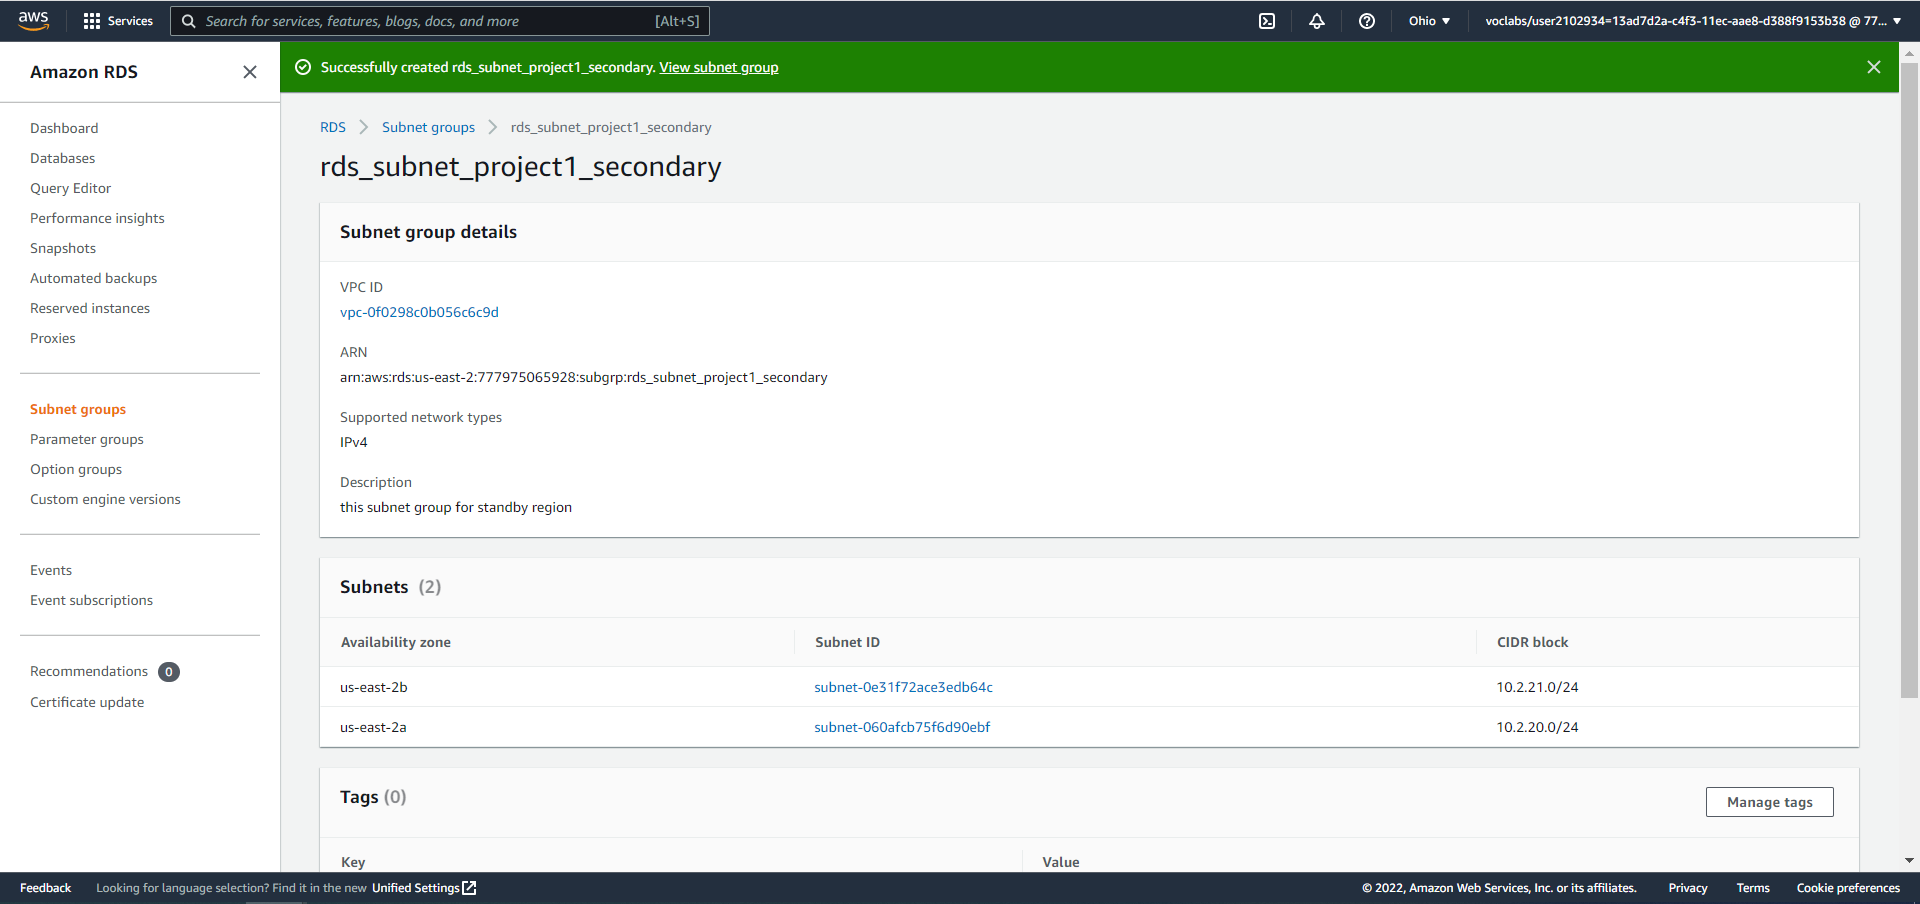 aws Services Search for services, features, blogs, docs, and more [Alt+S] Ohio voclabs/user2102934=13ad7d2a-c4f3-11ec-aae8-d388f9153b38 @ 77...
Amazon RDS
Dashboard
Databases
Query Editor
Performance insights
Snapshots
Automated backups
Reserved instances
Proxies
Subnet groups
Parameter groups
Option groups
Custom engine versions
Events
Event subscriptions
Recommendations 0
Certificate update
Successfully created rds_subnet_project1_secondary. View subnet group
RDS Subnet groups rds_subnet_project1_secondary
rds_subnet_project1_secondary
Subnet group details
VPC ID
vpc-0f0298c0b056c6c9d
ARN
arn:aws:rds:us-east-2:777975065928:subgrp:rds_subnet_project1_secondary
Supported network types
IPv4
Description
this subnet group for standby region
Subnets (2)
Availability zone Subnet ID CIDR block
us-east-2b subnet-0e31f72ace3edb64c 10.2.21.0/24
us-east-2a subnet-060afcb75f6d90ebf 10.2.20.0/24
Tags (0)
Manage tags
Key Value
Feedback Looking for language selection? Find it in the new Unified Settings © 2022, Amazon Web Services, Inc. or its affiliates. Privacy Terms Cookie preferences